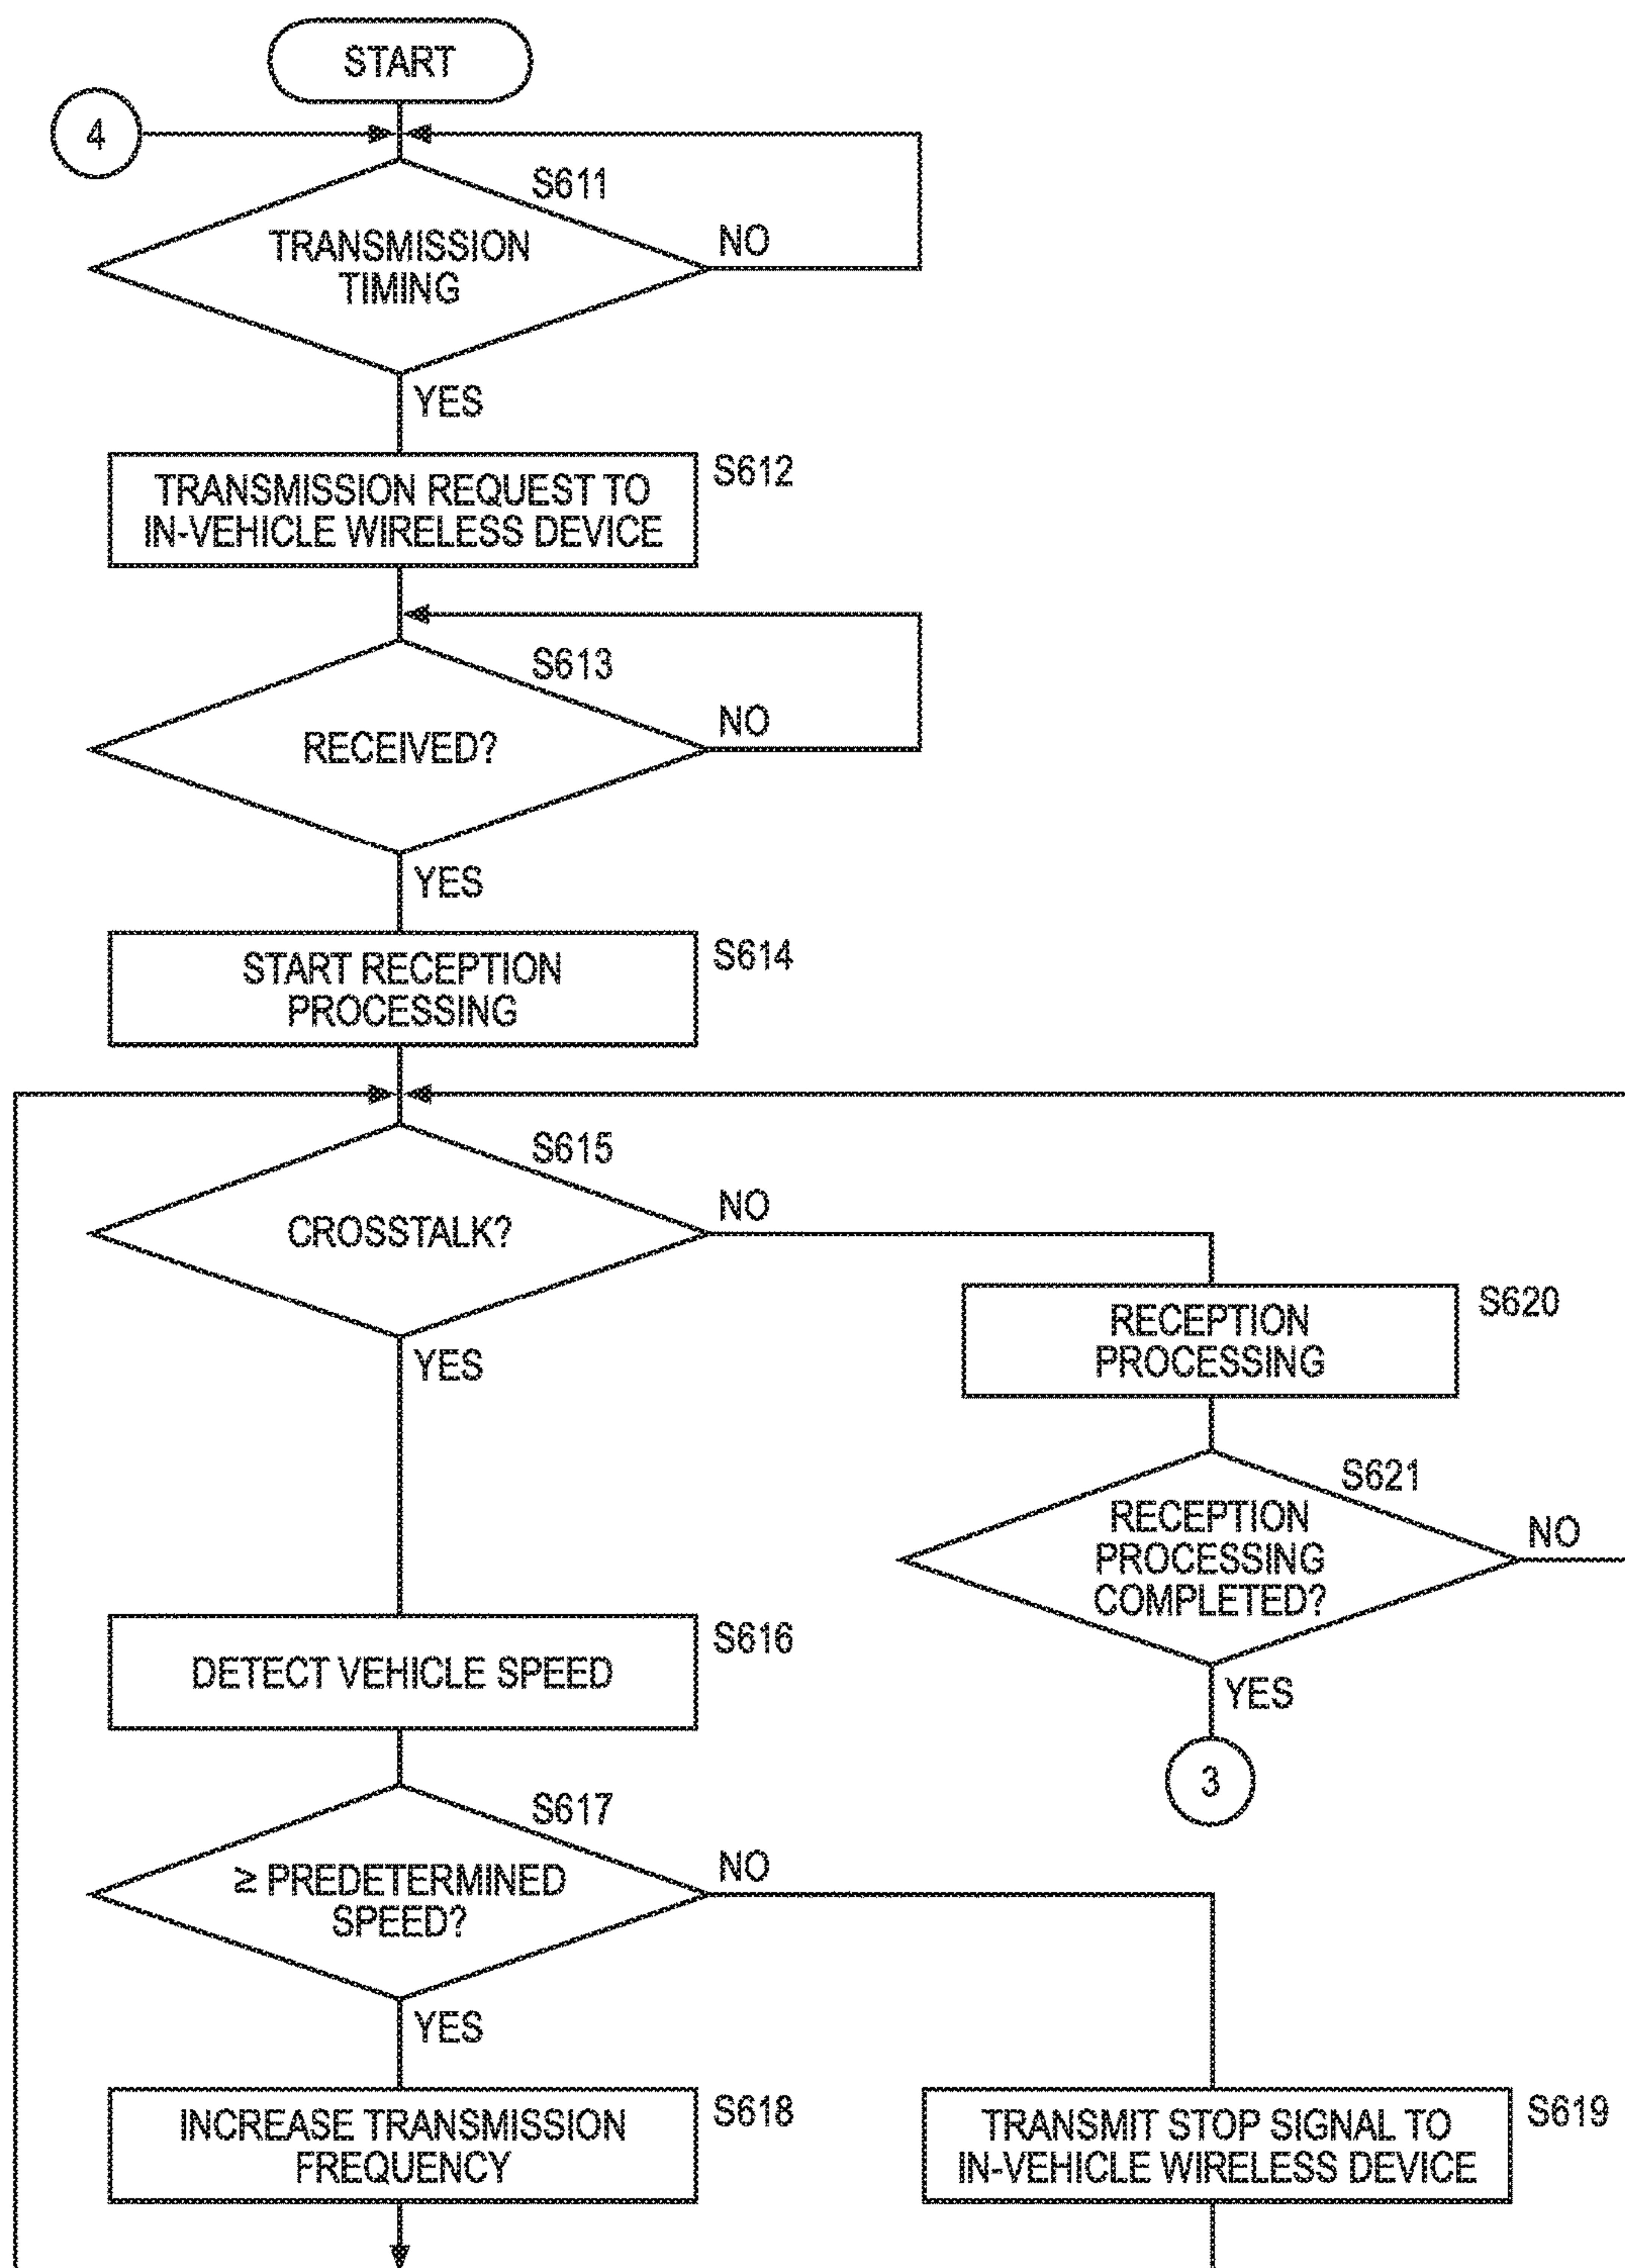 START
4
S611
TRANSMISSION
TIMING
NO
YES
S612
TRANSMISSION REQUEST TO
IN-VEHICLE WIRELESS DEVICE
S613
RECEIVED?
NO
YES
S614
START RECEPTION
PROCESSING
S615
CROSSTALK?
NO
YES
S620
RECEPTION
PROCESSING
S621
RECEPTION
PROCESSING
COMPLETED?
NO
YES
3
S616
DETECT VEHICLE SPEED
S617
≥ PREDETERMINED
SPEED?
NO
YES
S618
INCREASE TRANSMISSION
FREQUENCY
S619
TRANSMIT STOP SIGNAL TO
IN-VEHICLE WIRELESS DEVICE